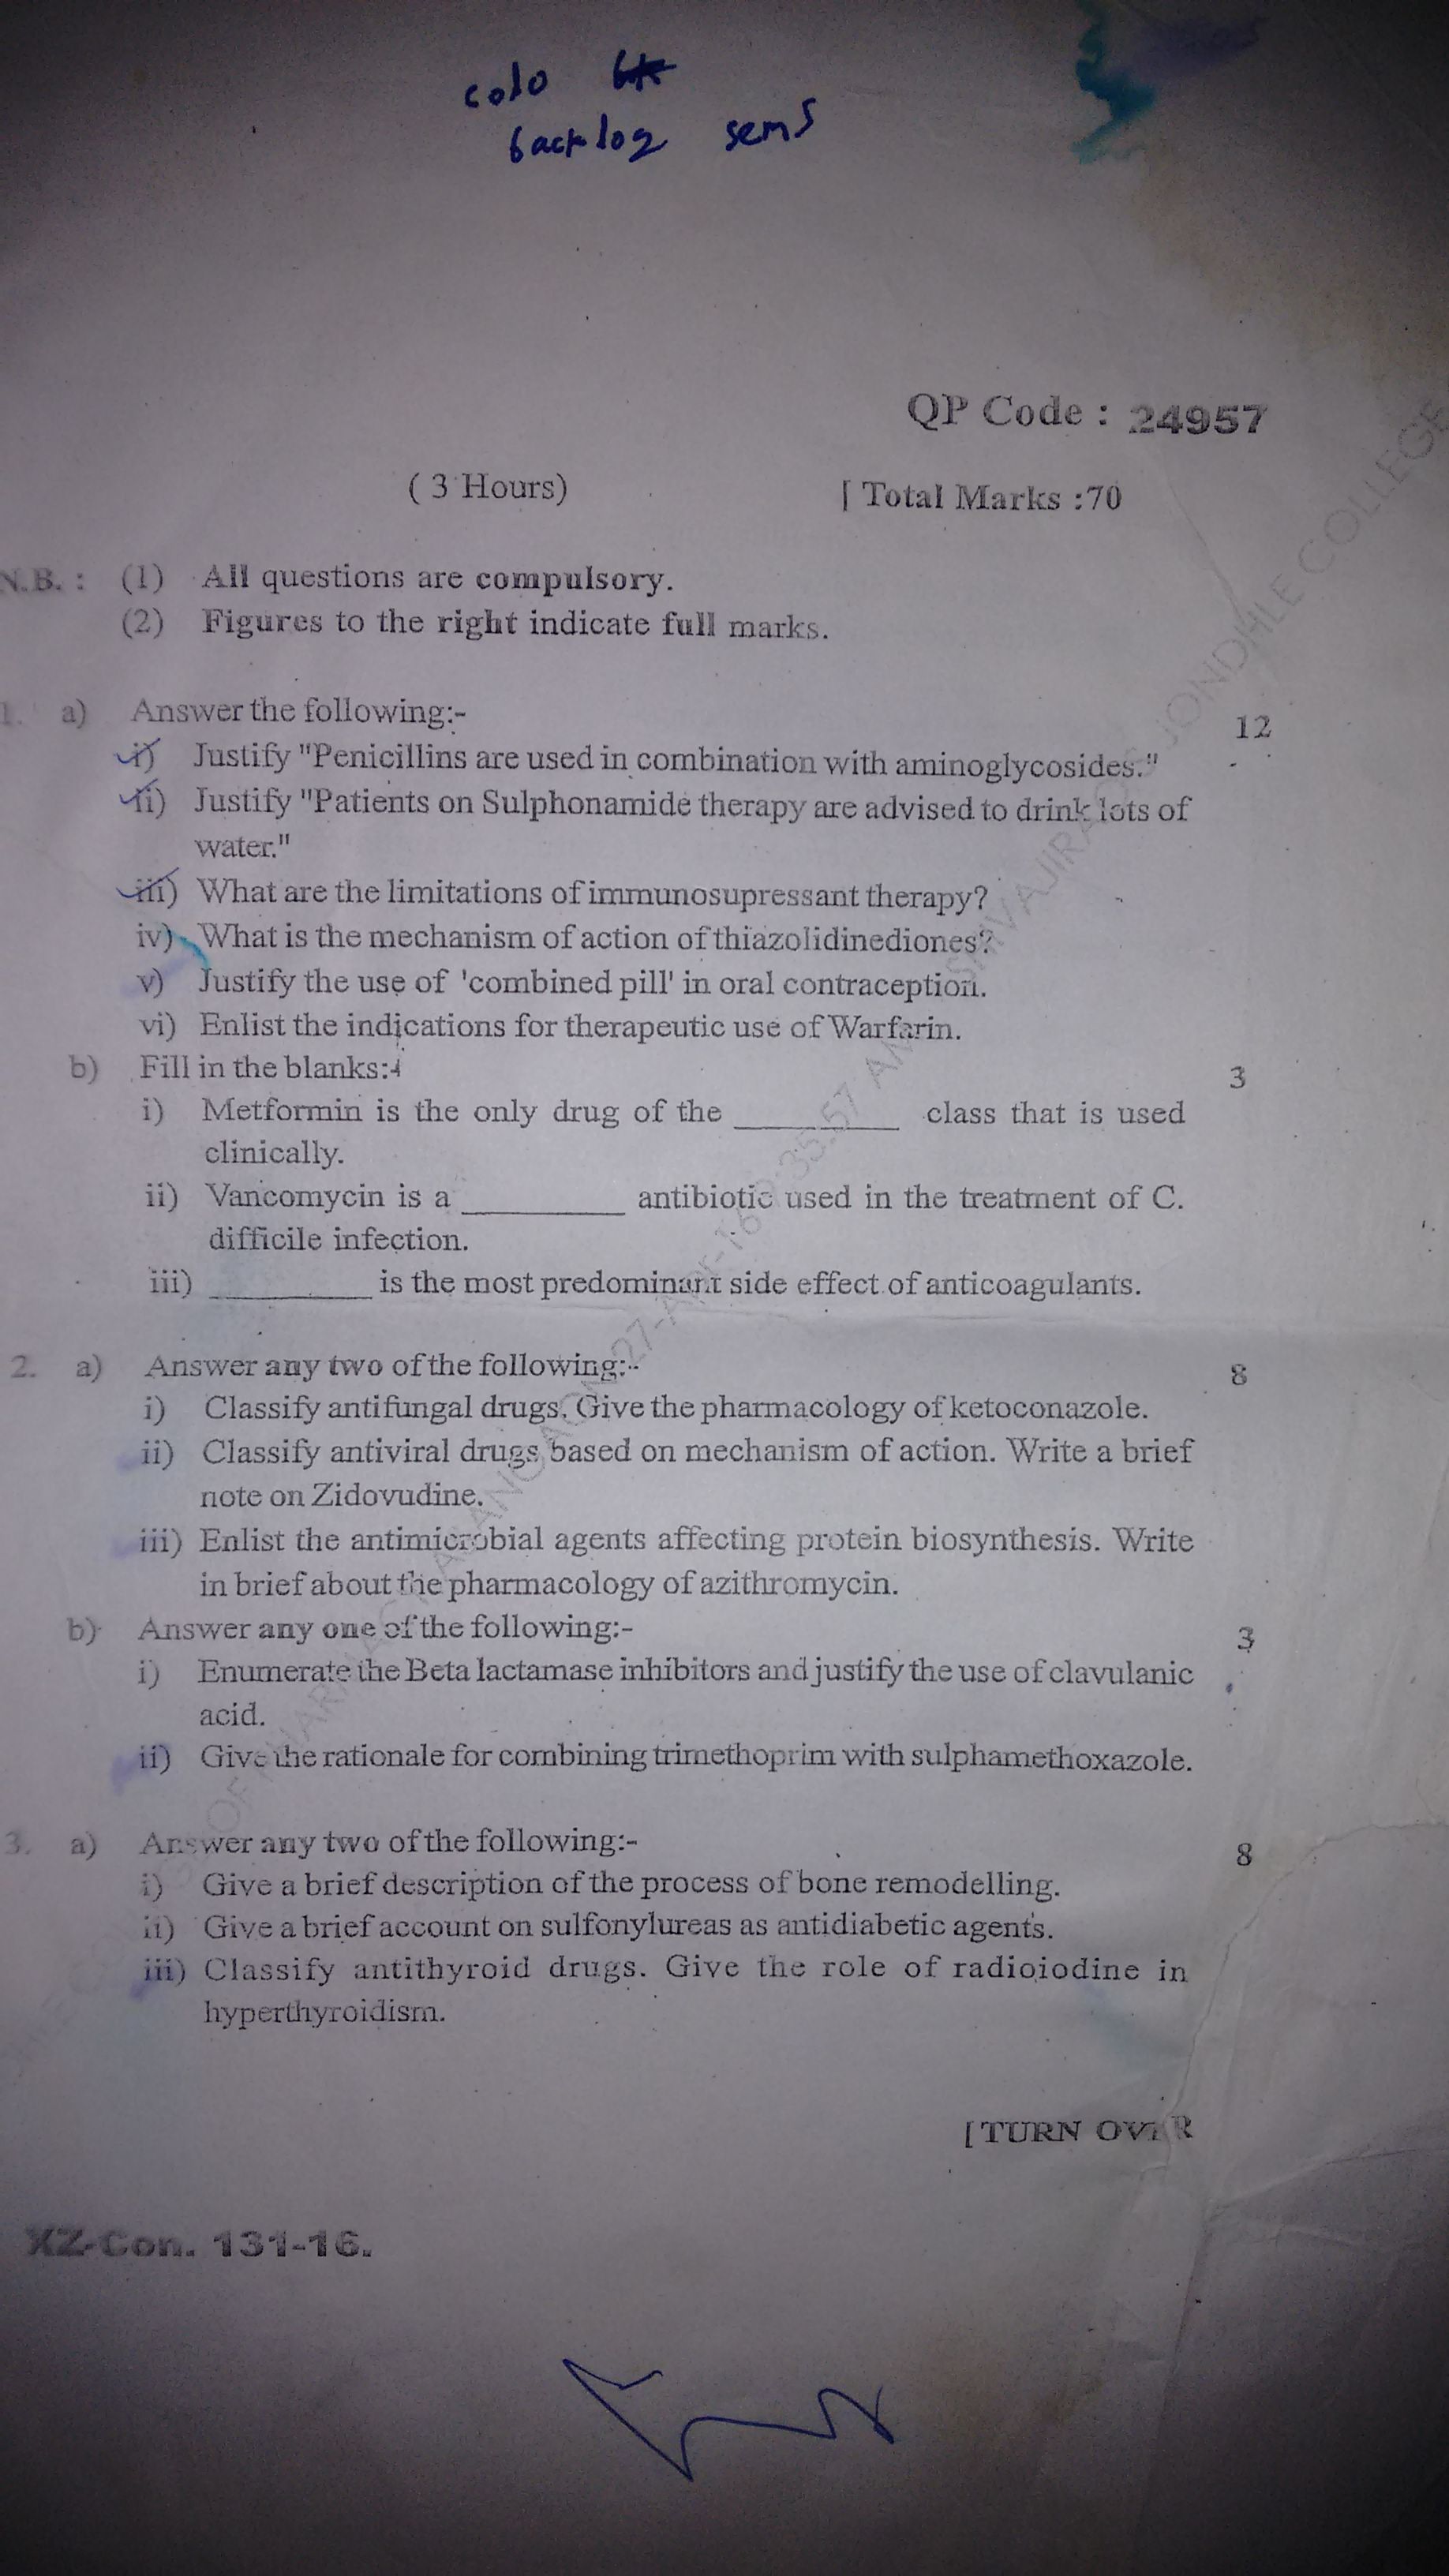 colo
backlog sem5
QP Code : 24957
( 3 Hours)
[ Total Marks :70
N.B. : (1) All questions are compulsory.
(2) Figures to the right indicate full marks.
1. a) Answer the following:- 12
i) Justify "Penicillins are used in combination with aminoglycosides."
ii) Justify "Patients on Sulphonamide therapy are advised to drink lots of
water."
iii) What are the limitations of immunosupressant therapy?
iv) What is the mechanism of action of thiazolidinediones?
v) Justify the use of 'combined pill' in oral contraception.
vi) Enlist the indications for therapeutic use of Warfarin.
b) Fill in the blanks:- 3
i) Metformin is the only drug of the __________ class that is used
clinically.
ii) Vancomycin is a __________ antibiotic used in the treatment of C.
difficile infection.
iii) __________ is the most predominant side effect of anticoagulants.
2. a) Answer any two of the following:- 8
i) Classify antifungal drugs. Give the pharmacology of ketoconazole.
ii) Classify antiviral drugs based on mechanism of action. Write a brief
note on Zidovudine.
iii) Enlist the antimicrobial agents affecting protein biosynthesis. Write
in brief about the pharmacology of azithromycin.
b) Answer any one of the following:- 3
i) Enumerate the Beta lactamase inhibitors and justify the use of clavulanic
acid.
ii) Give the rationale for combining trimethoprim with sulphamethoxazole.
3. a) Answer any two of the following:- 8
i) Give a brief description of the process of bone remodelling.
ii) Give a brief account on sulfonylureas as antidiabetic agents.
iii) Classify antithyroid drugs. Give the role of radioiodine in
hyperthyroidism.
[ TURN OVER
XZ-Con. 131-16.